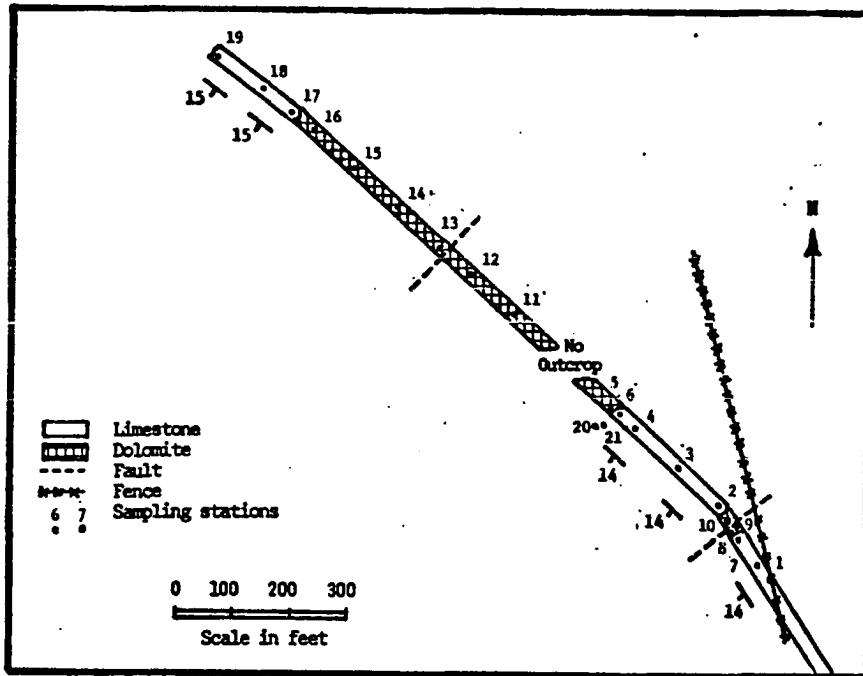 19
18
17
15
16
15
15
14
13
12
N
11
No
Outcrop
5
6
4
20
21
3
14
2
14
10
9
8
1
7
14
Limestone
Dolomite
Fault
Fence
6 7 Sampling stations
0 100 200 300
Scale in feet